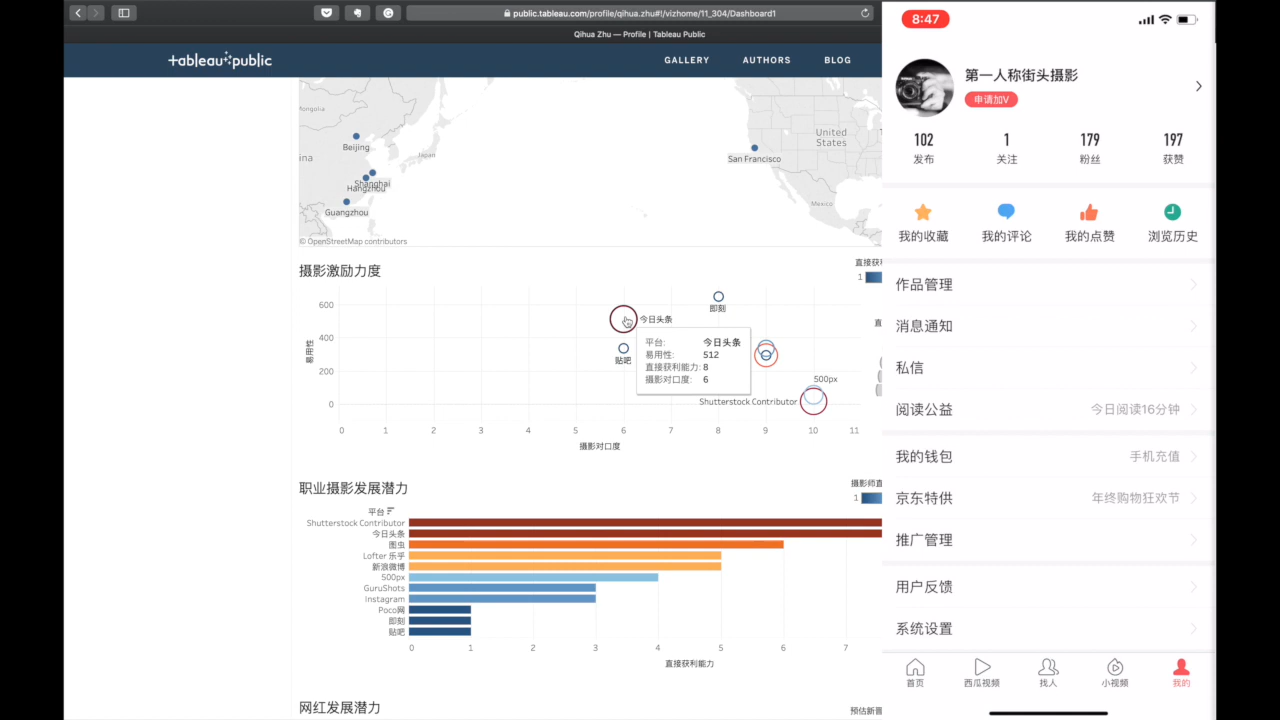 public.tableau.com/profile/qihua.zhu#!/vizhome/11_304/Dashboard1
Qihua Zhu — Profile | Tableau Public
+ableau public
GALLERY
AUTHORS
BLOG
Mongolia
ina
Beijing
Japan
Shanghai
Hangzhou
Guangzhou
United
States
San Francisco
Mexico
© OpenStreetMap contributors
摄影激励力度
直接获利
1
易用性
600
400
200
0
即刻
今日头条
贴吧
平台: 今日头条
易用性: 512
直接获利能力: 8
摄影对口度: 6
500px
Shutterstock Contributor
0 1 2 3 4 5 6 7 8 9 10 11
摄影对口度
职业摄影发展潜力
摄影师直
1
平台
Shutterstock Contributor
今日头条
图虫
Lofter 乐乎
新浪微博
500px
GuruShots
Instagram
Poco网
即刻
贴吧
0 1 2 3 4 5 6 7
直接获利能力
网红发展潜力
预估新晋
8:47
第一人称街头摄影
申请加V
102 1 179 197
发布 关注 粉丝 获赞
我的收藏 我的评论 我的点赞 浏览历史
作品管理
消息通知
私信
阅读公益 今日阅读16分钟
我的钱包 手机充值
京东特供 年终购物狂欢节
推广管理
用户反馈
系统设置
首页 西瓜视频 找人 小视频 我的